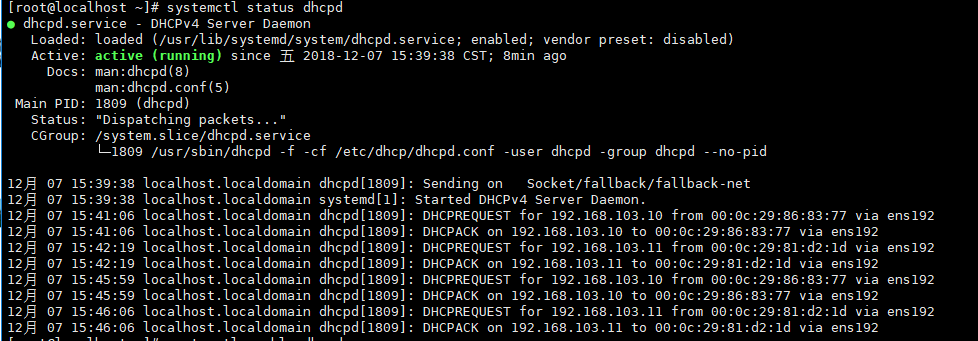 [root@localhost ~]# systemctl status dhcpd
● dhcpd.service - DHCPv4 Server Daemon
   Loaded: loaded (/usr/lib/systemd/system/dhcpd.service; enabled; vendor preset: disabled)
   Active: active (running) since 五 2018-12-07 15:39:38 CST; 8min ago
     Docs: man:dhcpd(8)
           man:dhcpd.conf(5)
 Main PID: 1809 (dhcpd)
   Status: "Dispatching packets..."
   CGroup: /system.slice/dhcpd.service
           └─1809 /usr/sbin/dhcpd -f -cf /etc/dhcp/dhcpd.conf -user dhcpd -group dhcpd --no-pid

12月 07 15:39:38 localhost.localdomain dhcpd[1809]: Sending on   Socket/fallback/fallback-net
12月 07 15:39:38 localhost.localdomain systemd[1]: Started DHCPv4 Server Daemon.
12月 07 15:41:06 localhost.localdomain dhcpd[1809]: DHCPREQUEST for 192.168.103.10 from 00:0c:29:86:83:77 via ens192
12月 07 15:41:06 localhost.localdomain dhcpd[1809]: DHCPACK on 192.168.103.10 to 00:0c:29:86:83:77 via ens192
12月 07 15:42:19 localhost.localdomain dhcpd[1809]: DHCPREQUEST for 192.168.103.11 from 00:0c:29:81:d2:1d via ens192
12月 07 15:42:19 localhost.localdomain dhcpd[1809]: DHCPACK on 192.168.103.11 to 00:0c:29:81:d2:1d via ens192
12月 07 15:45:59 localhost.localdomain dhcpd[1809]: DHCPREQUEST for 192.168.103.10 from 00:0c:29:86:83:77 via ens192
12月 07 15:45:59 localhost.localdomain dhcpd[1809]: DHCPACK on 192.168.103.10 to 00:0c:29:86:83:77 via ens192
12月 07 15:46:06 localhost.localdomain dhcpd[1809]: DHCPREQUEST for 192.168.103.11 from 00:0c:29:81:d2:1d via ens192
12月 07 15:46:06 localhost.localdomain dhcpd[1809]: DHCPACK on 192.168.103.11 to 00:0c:29:81:d2:1d via ens192